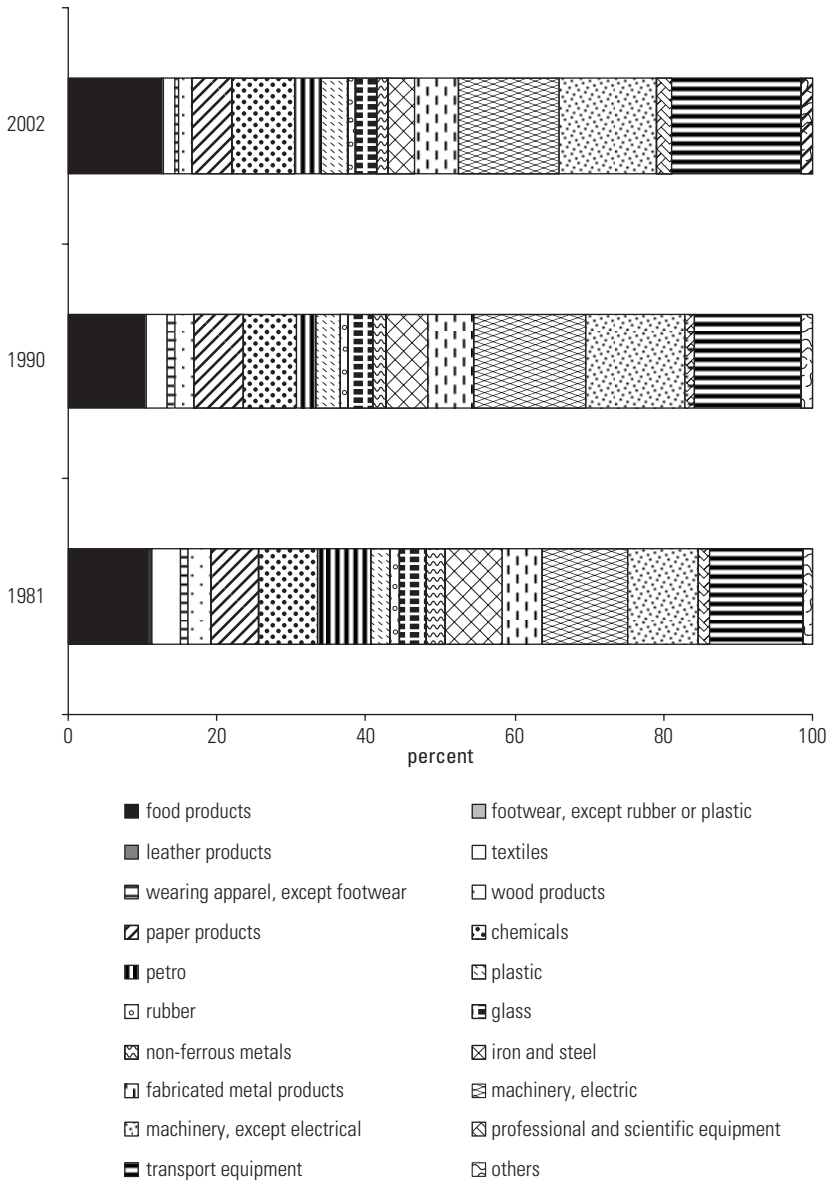 2002
1990
1981
0 20 40 60 80 100
percent
food products footwear, except rubber or plastic
leather products textiles
wearing apparel, except footwear wood products
paper products chemicals
petro plastic
rubber glass
non-ferrous metals iron and steel
fabricated metal products machinery, electric
machinery, except electrical professional and scientific equipment
transport equipment others